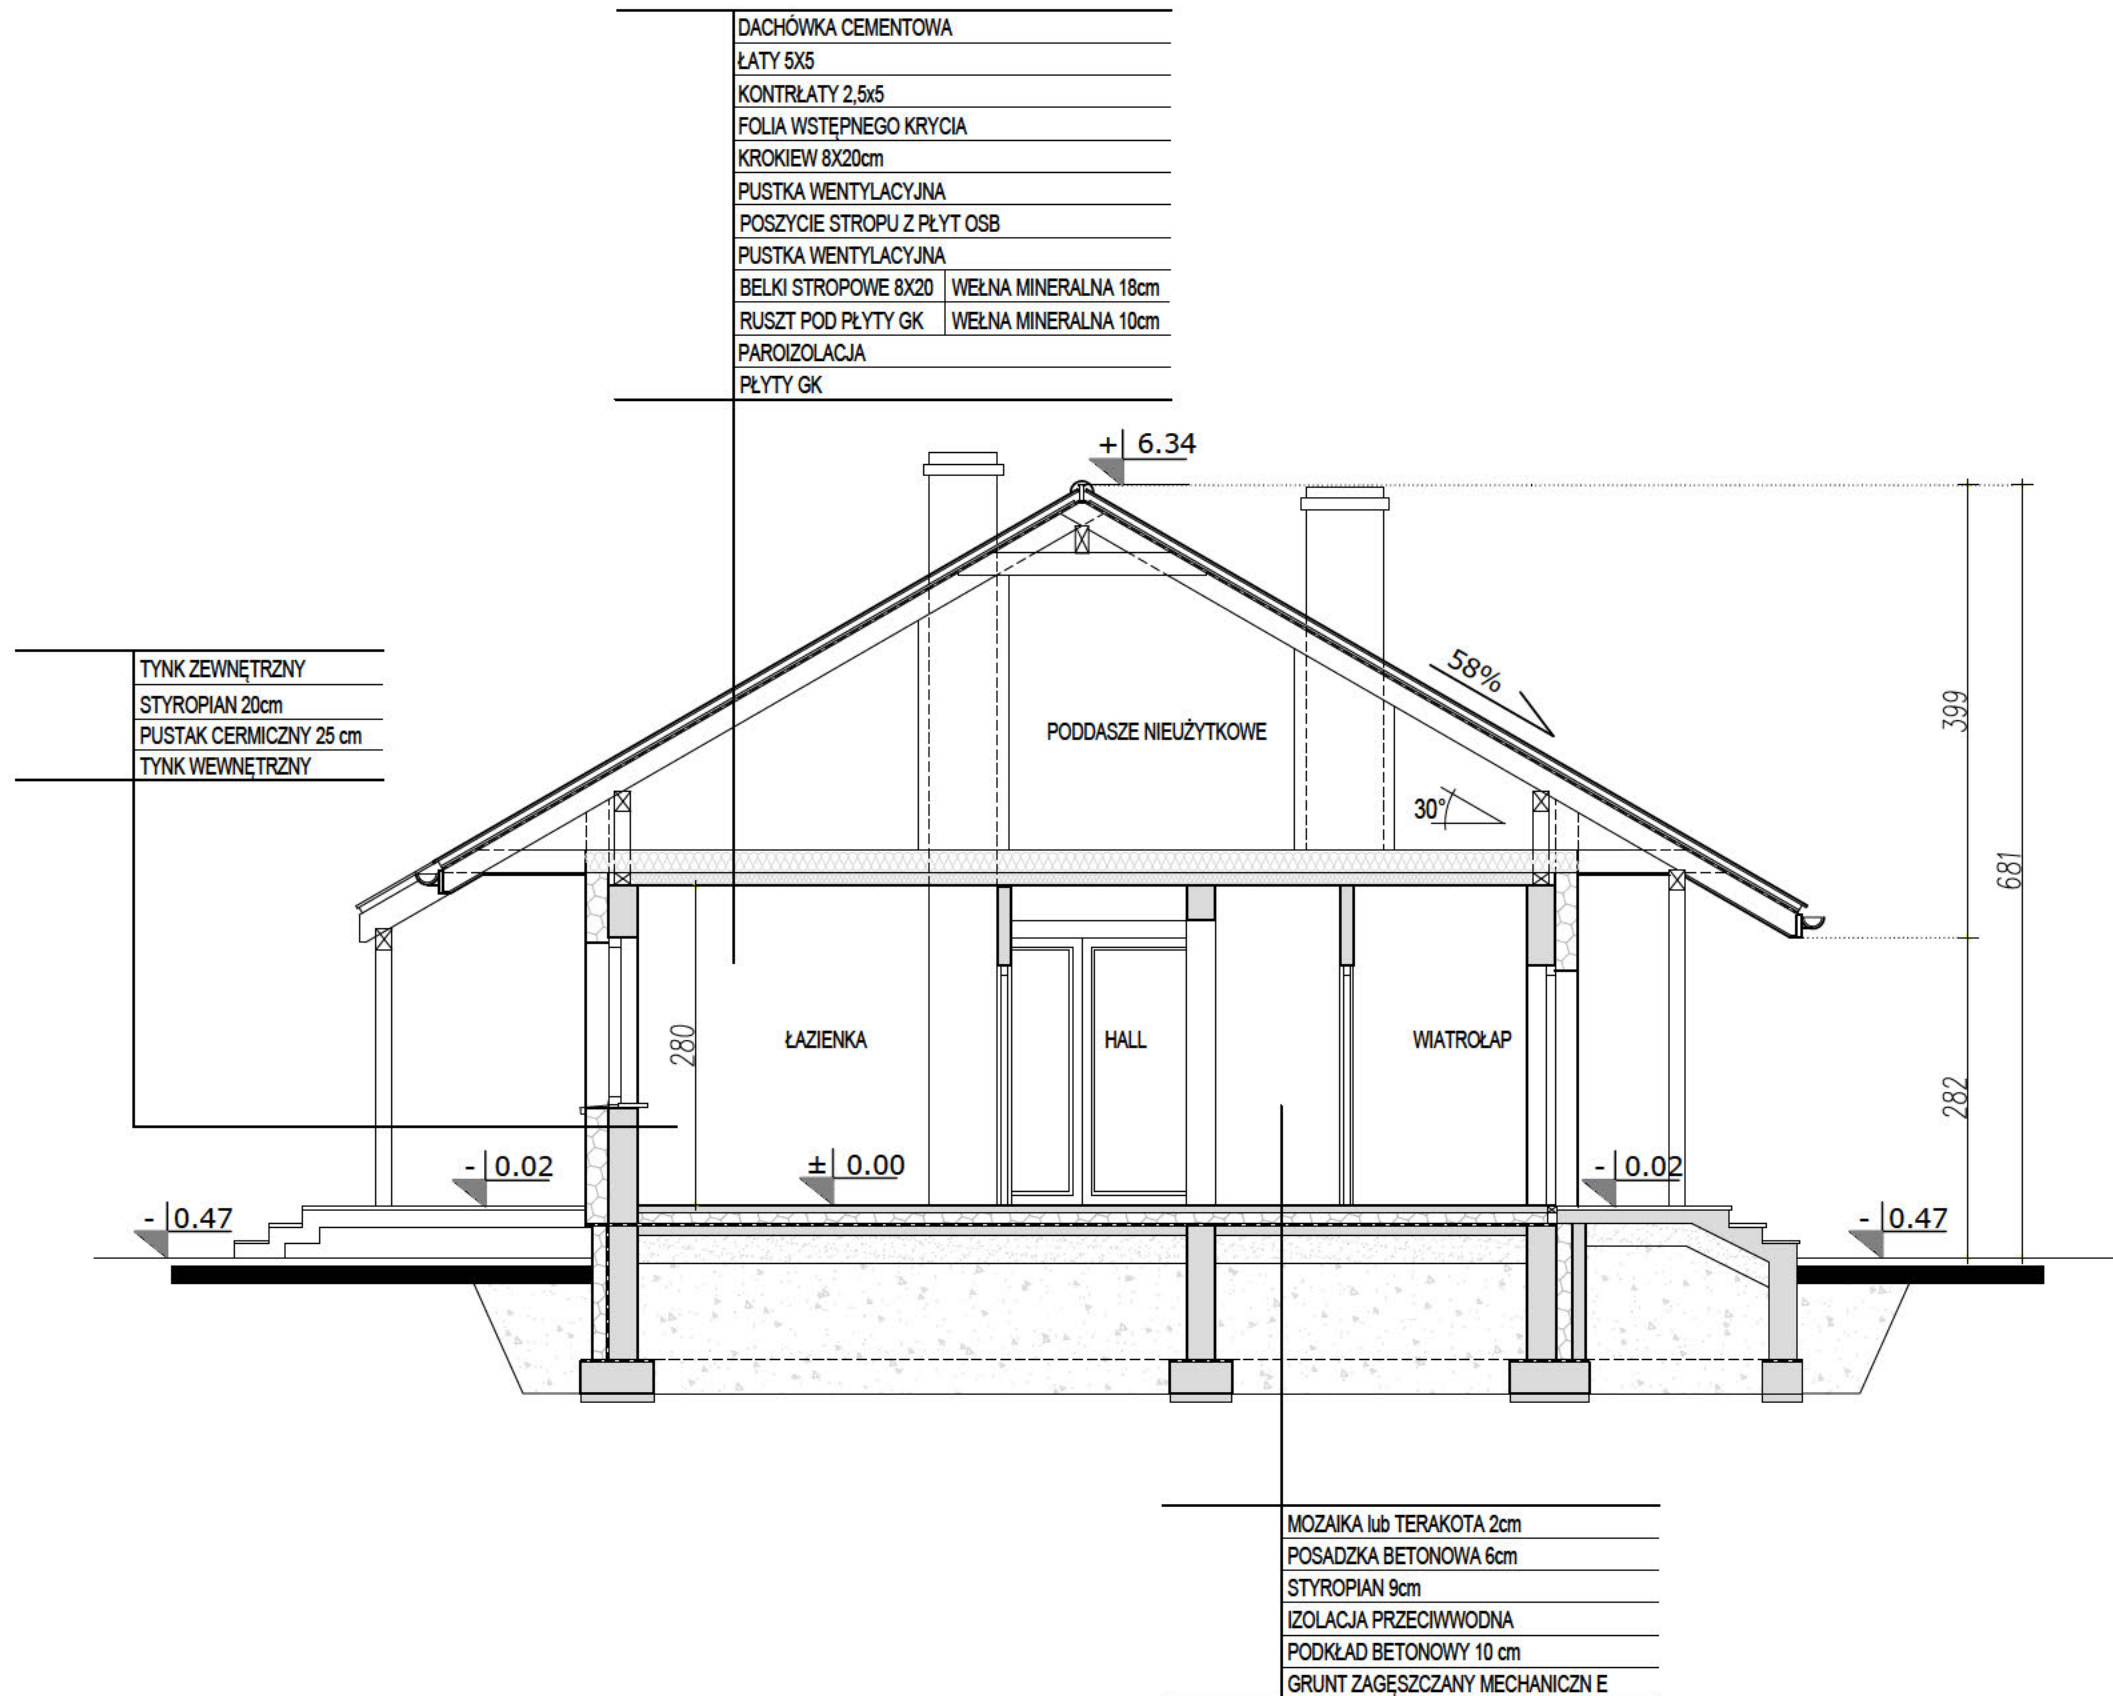 DACHÓWKA CEMENTOWA
ŁATY 5X5
KONTRŁATY 2,5x5
FOLIA WSTĘPNEGO KRYCIA
KROKIEW 8X20cm
PUSTKA WENTYLACYJNA
POSZYCIE STROPU Z PŁYT OSB
PUSTKA WENTYLACYJNA
BELKI STROPOWE 8X20 WEŁNA MINERALNA 18cm
RUSZT POD PŁYTY GK WEŁNA MINERALNA 10cm
PAROIZOLACJA
PŁYTY GK
+ 6.34
TYNK ZEWNĘTRZNY
STYROPIAN 20cm
PUSTAK CERMICZNY 25 cm
TYNK WEWNĘTRZNY
58%
399
PODDASZE NIEUŻYTKOWE
30°
681
280
ŁAZIENKA
HALL
WIATROŁAP
282
- 0.02
± 0.00
- 0.02
- 0.47
- 0.47
MOZAIKA lub TERAKOTA 2cm
POSADZKA BETONOWA 6cm
STYROPIAN 9cm
IZOLACJA PRZECIWWODNA
PODKŁAD BETONOWY 10 cm
GRUNT ZAGĘSZCZANY MECHANICZN E